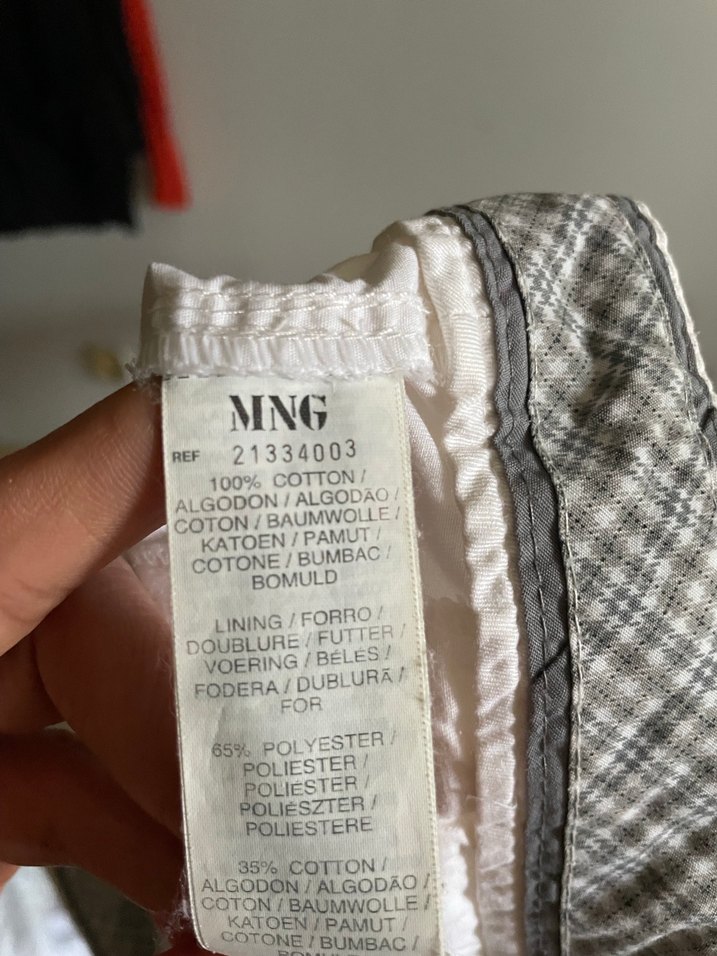 MNG
REF 21334003
100% COTTON /
ALGODON / ALGODÃO /
COTON / BAUMWOLLE /
KATOEN / PAMUT /
COTONE / BUMBAC /
BOMULD
LINING / FORRO /
DOUBLURE / FUTTER /
VOERING / BÉLÉS /
FODERA / DUBLURĂ /
FOR
65% POLYESTER /
POLIESTER /
POLIÉSTER /
POLIÉSZTER /
POLIESTERE
35% COTTON /
ALGODON / ALGODÃO /
COTON / BAUMWOLLE /
KATOEN / PAMUT /
COTONE / BUMBAC /
BOMULD